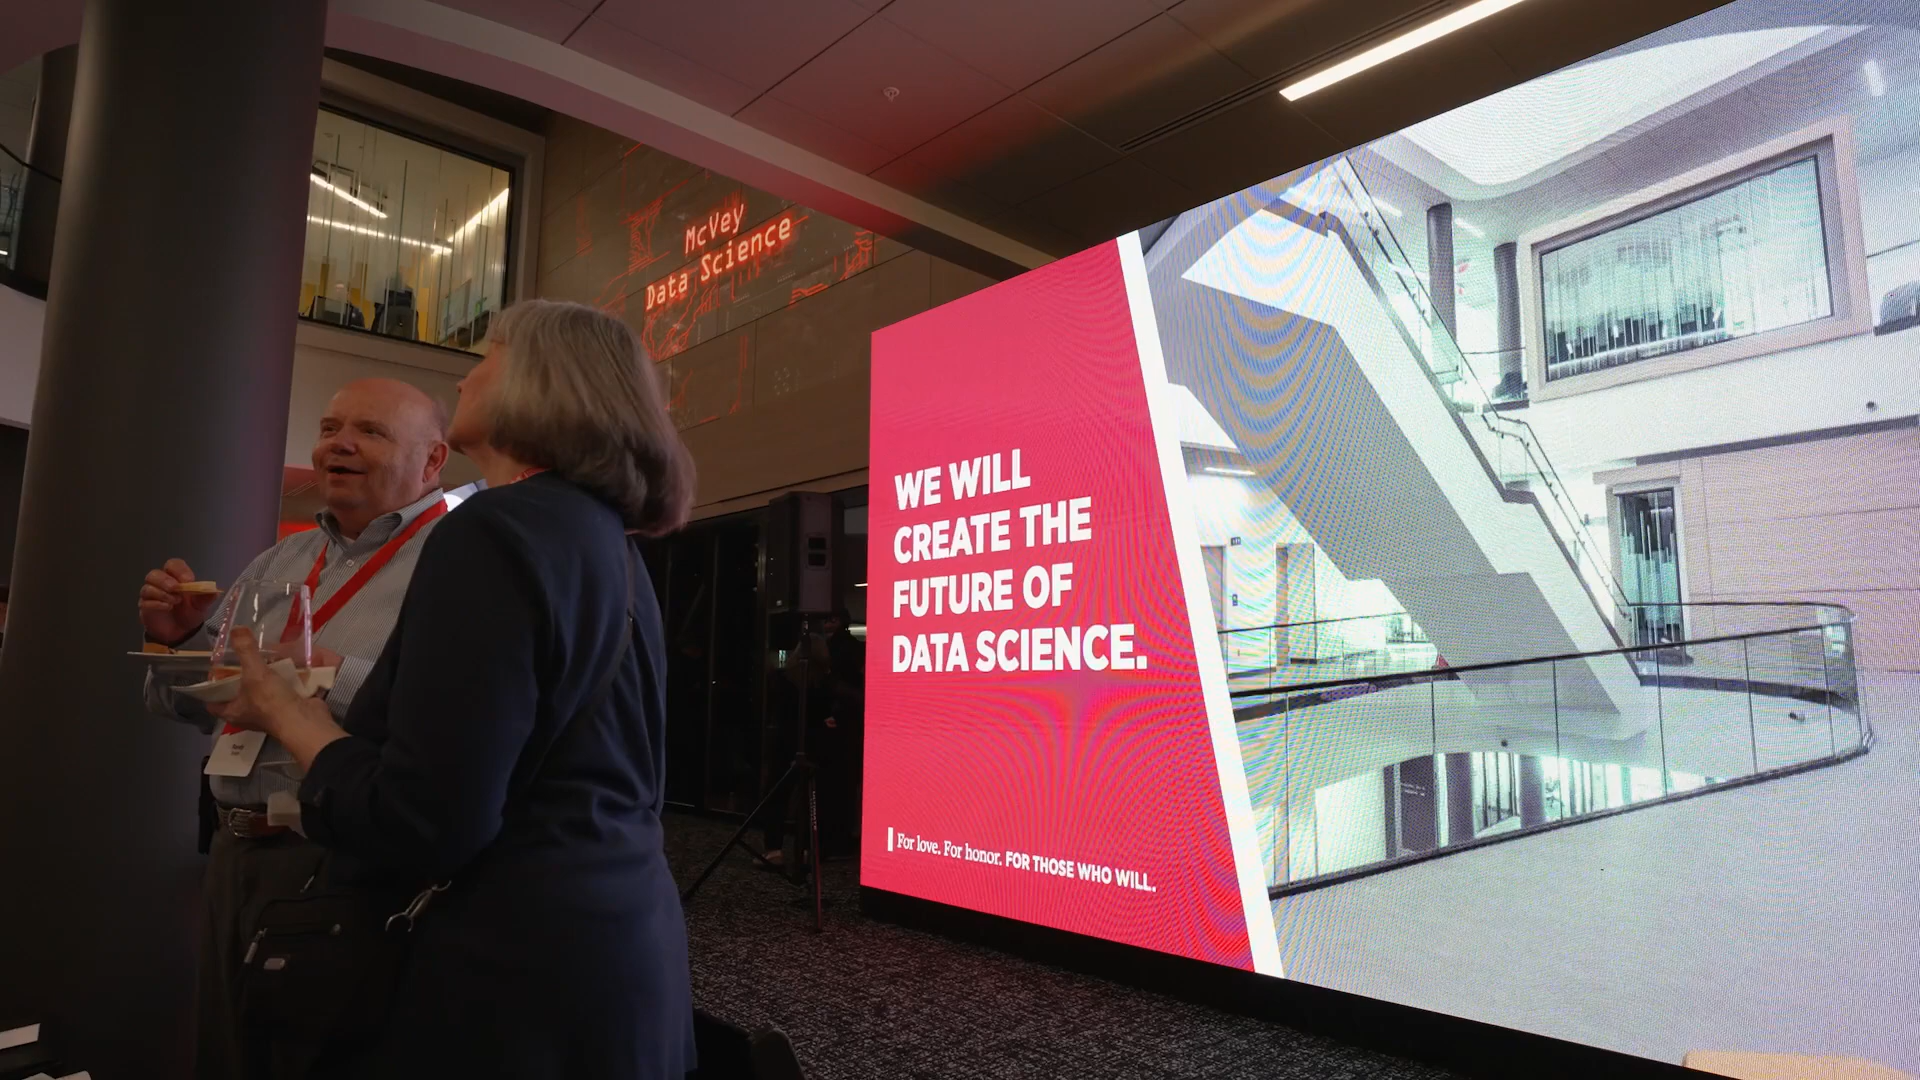 McVey
Data Science
WE WILL
CREATE THE
FUTURE OF
DATA SCIENCE.
For love. For honor. FOR THOSE WHO WILL.